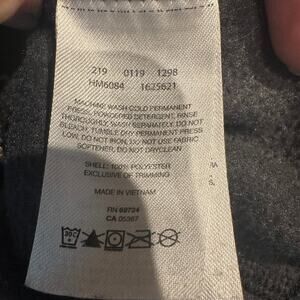 219 0119 1298
HM6084 1625621
MACHINE WASH COLD PERMANENT
PRESS, POWDERED DETERGENT, RINSE
THOROUGHLY, WASH SEPARATELY, DO NOT
BLEACH, TUMBLE DRY PERMANENT PRESS
LOW, DO NOT IRON, DO NOT USE FABRIC
SOFTENER, DO NOT DRYCLEAN
SHELL: 100% POLYESTER
EXCLUSIVE OF TRIMMING
MADE IN VIETNAM
RN 69724
CA 05367
30C